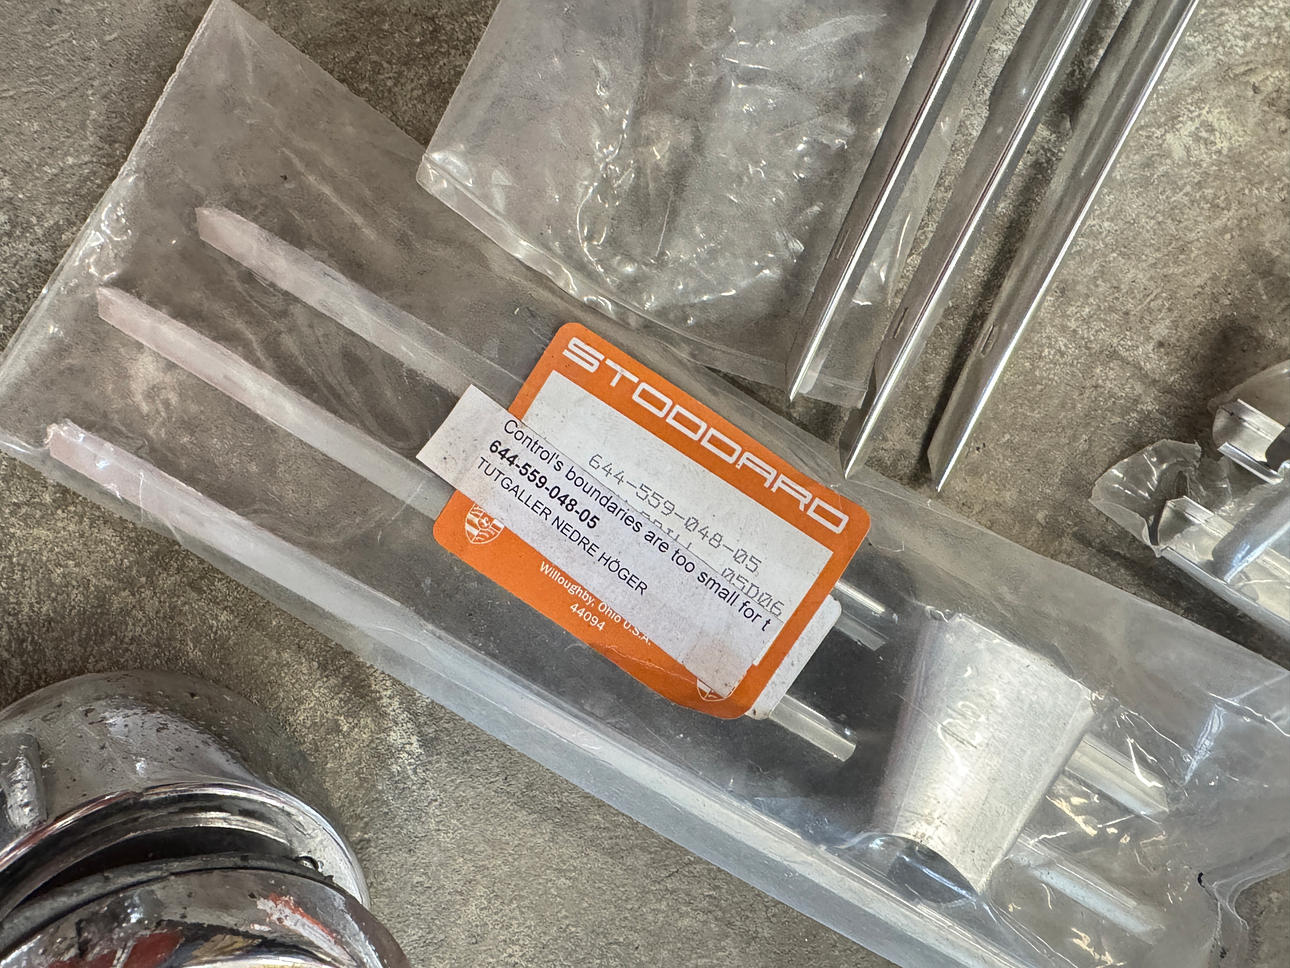 STODDARD
644-559-048-05
05D06
Control's boundaries are too small for t
644-559-048-05
TUTGALLER NEDRE HÖGER
Willoughby, Ohio U.S.A.
44094